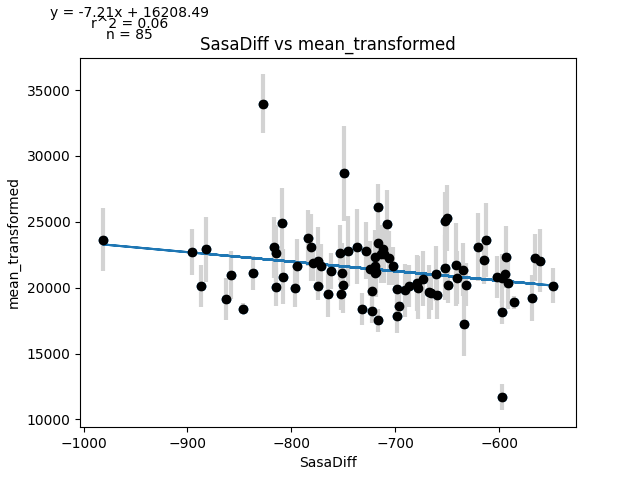 y = -7.21x + 16208.49
r^2 = 0.06
n = 85
SasaDiff vs mean_transformed
35000
30000
25000
20000
15000
10000
mean_transformed
−1000
−900
−800
−700
−600
SasaDiff